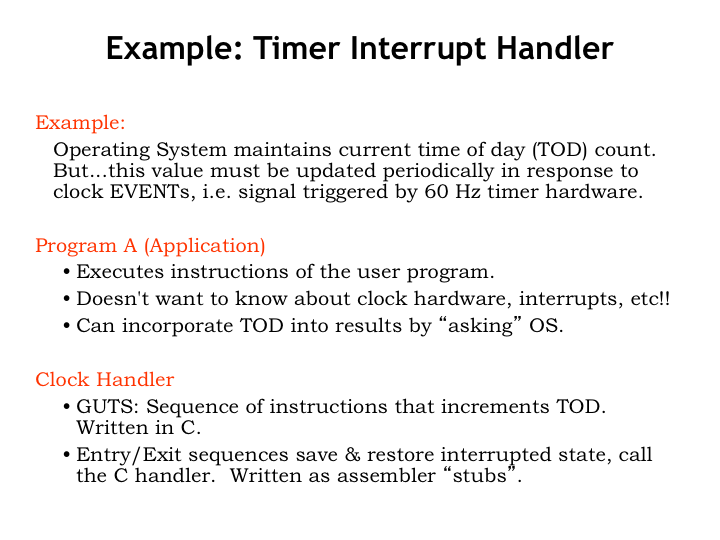 Example: Timer Interrupt Handler
Example:
Operating System maintains current time of day (TOD) count.
But...this value must be updated periodically in response to
clock EVENTs, i.e. signal triggered by 60 Hz timer hardware.
Program A (Application)
• Executes instructions of the user program.
• Doesn't want to know about clock hardware, interrupts, etc!!
• Can incorporate TOD into results by “asking” OS.
Clock Handler
• GUTS: Sequence of instructions that increments TOD.
Written in C.
• Entry/Exit sequences save & restore interrupted state, call
the C handler.  Written as assembler “stubs”.